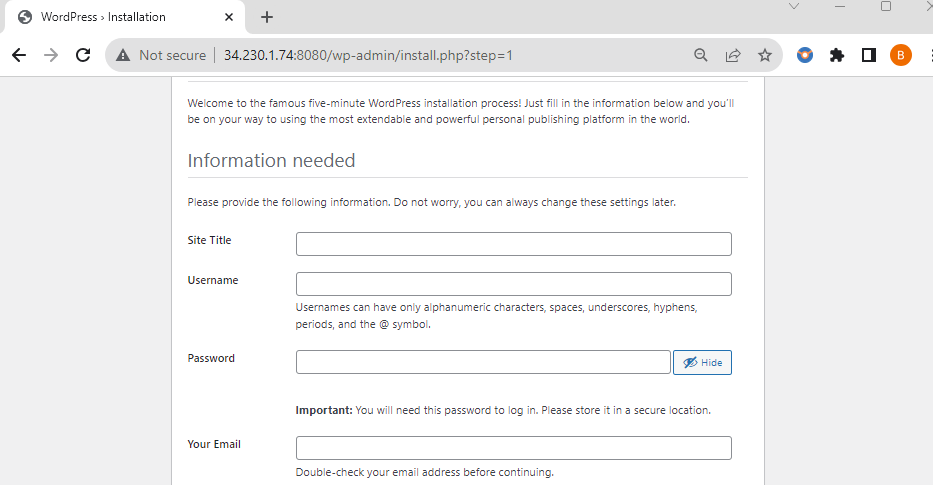 WordPress › Installation
Not secure | 34.230.1.74:8080/wp-admin/install.php?step=1
B
Welcome to the famous five-minute WordPress installation process! Just fill in the information below and you'll
be on your way to using the most extendable and powerful personal publishing platform in the world.
Information needed
Please provide the following information. Do not worry, you can always change these settings later.
Site Title
Username
Usernames can have only alphanumeric characters, spaces, underscores, hyphens,
periods, and the @ symbol.
Password
Hide
Important: You will need this password to log in. Please store it in a secure location.
Your Email
Double-check your email address before continuing.